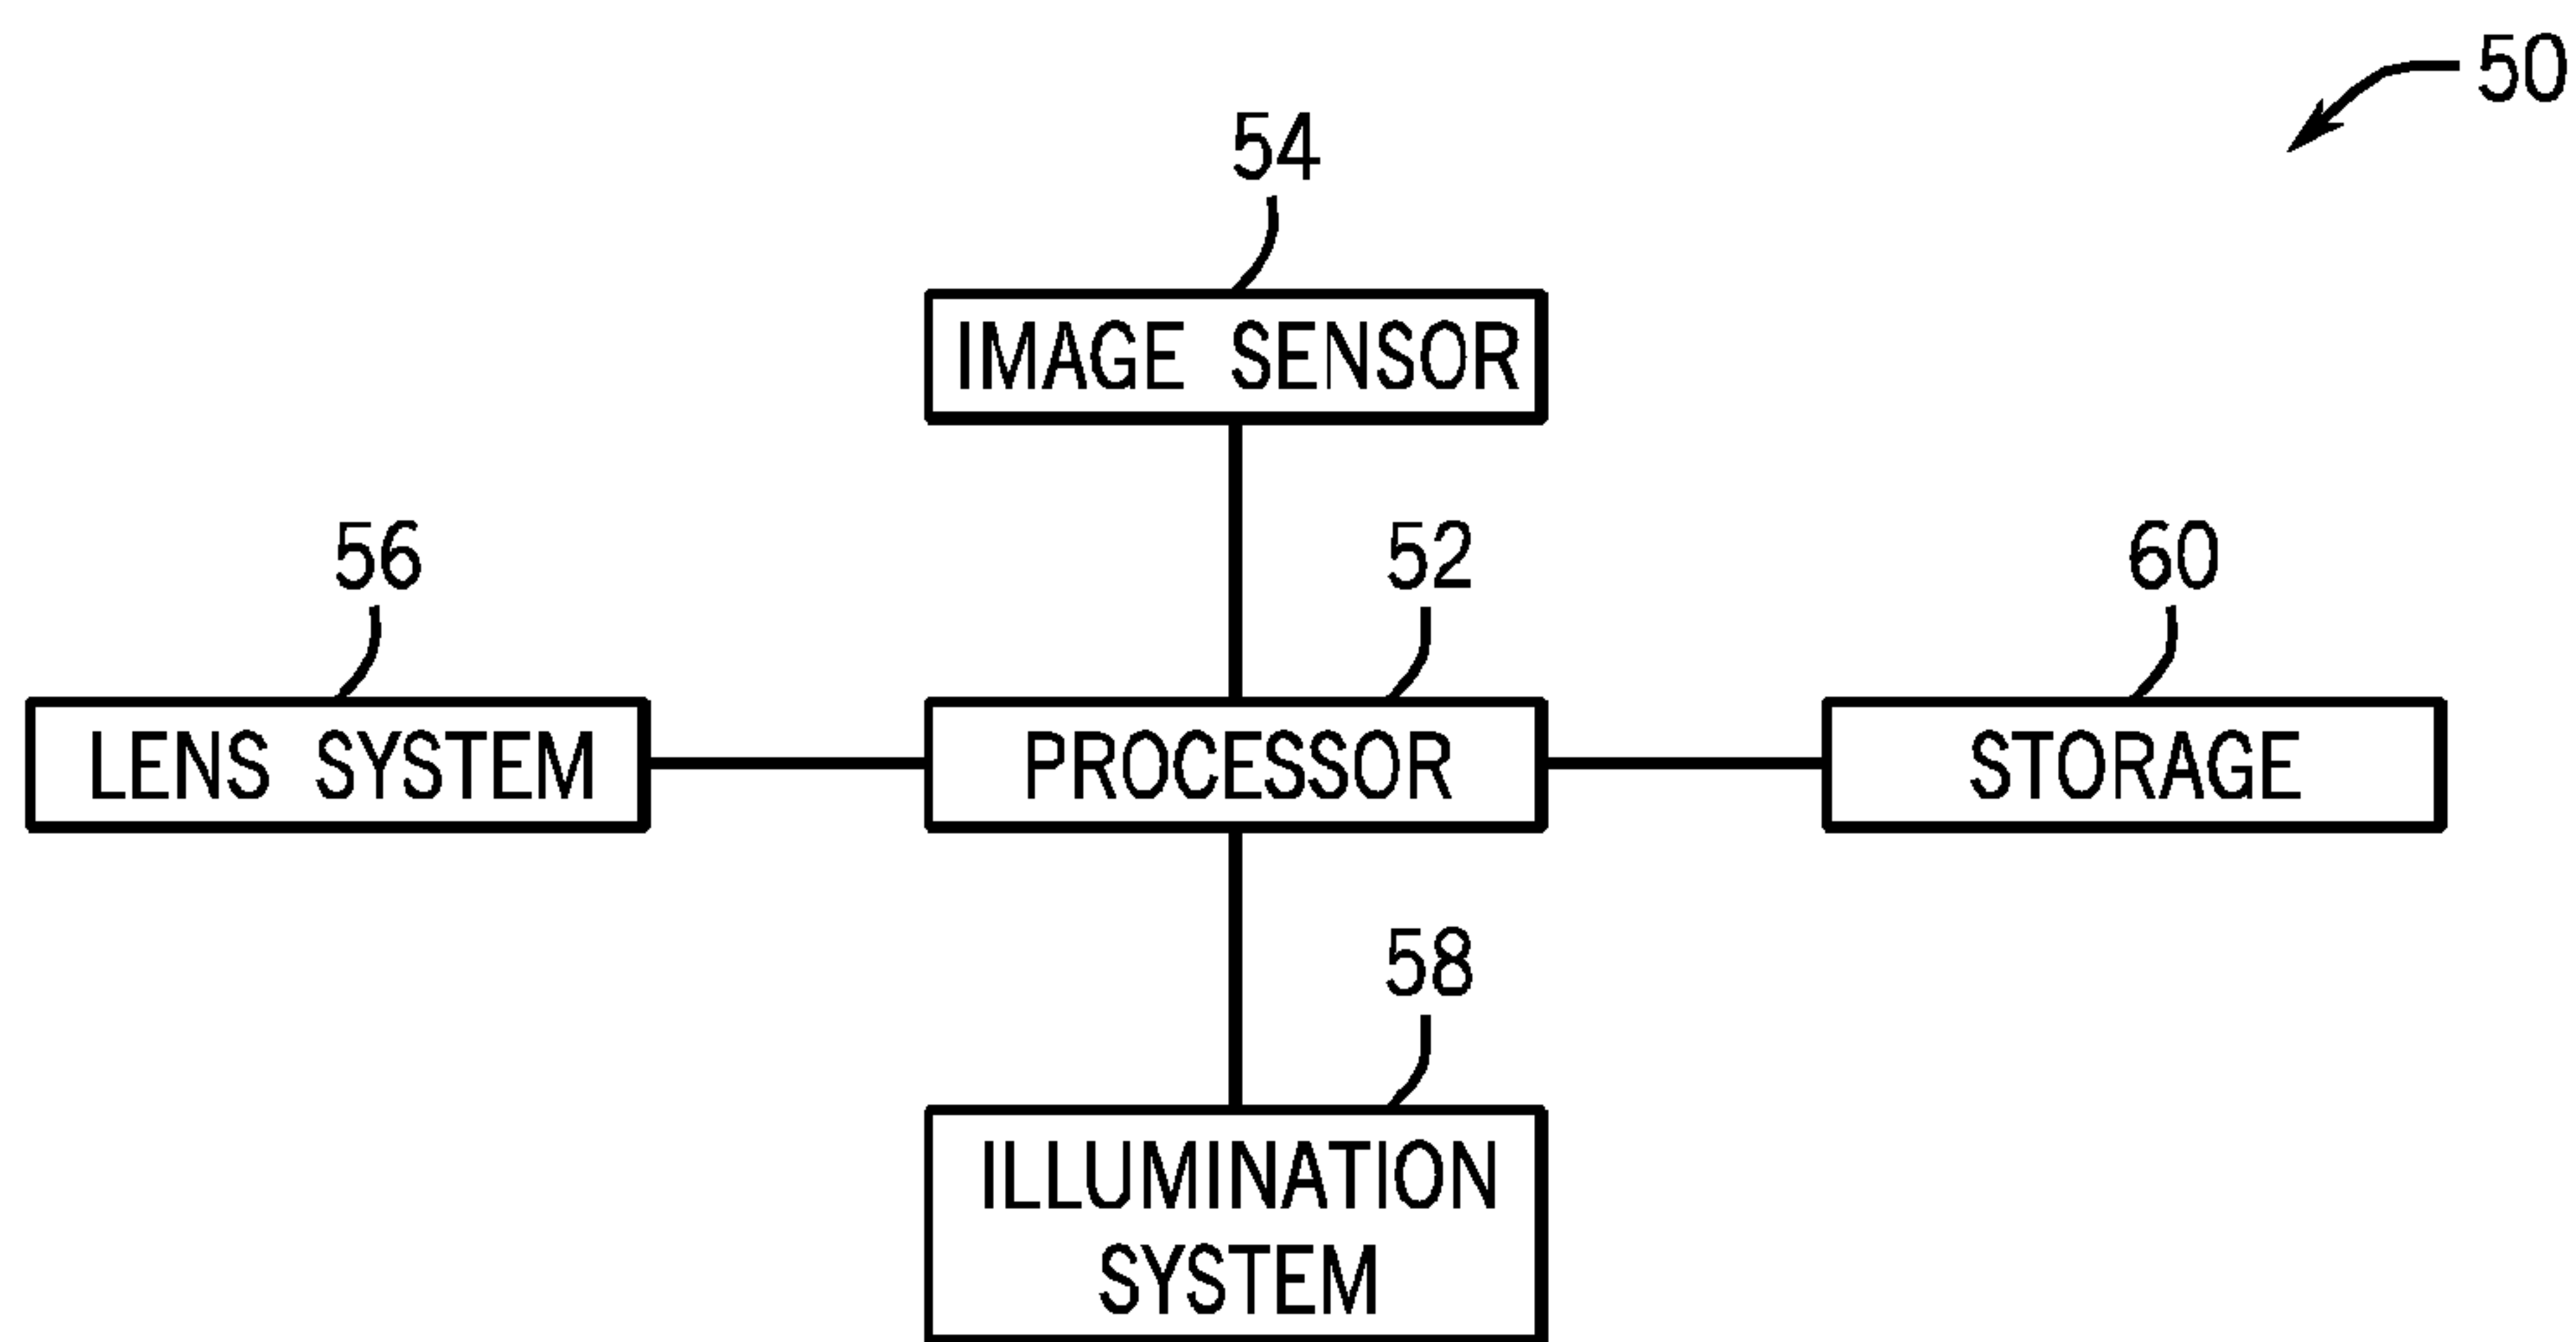 50
54
IMAGE SENSOR
56
52
60
LENS SYSTEM
PROCESSOR
STORAGE
58
ILLUMINATION
SYSTEM